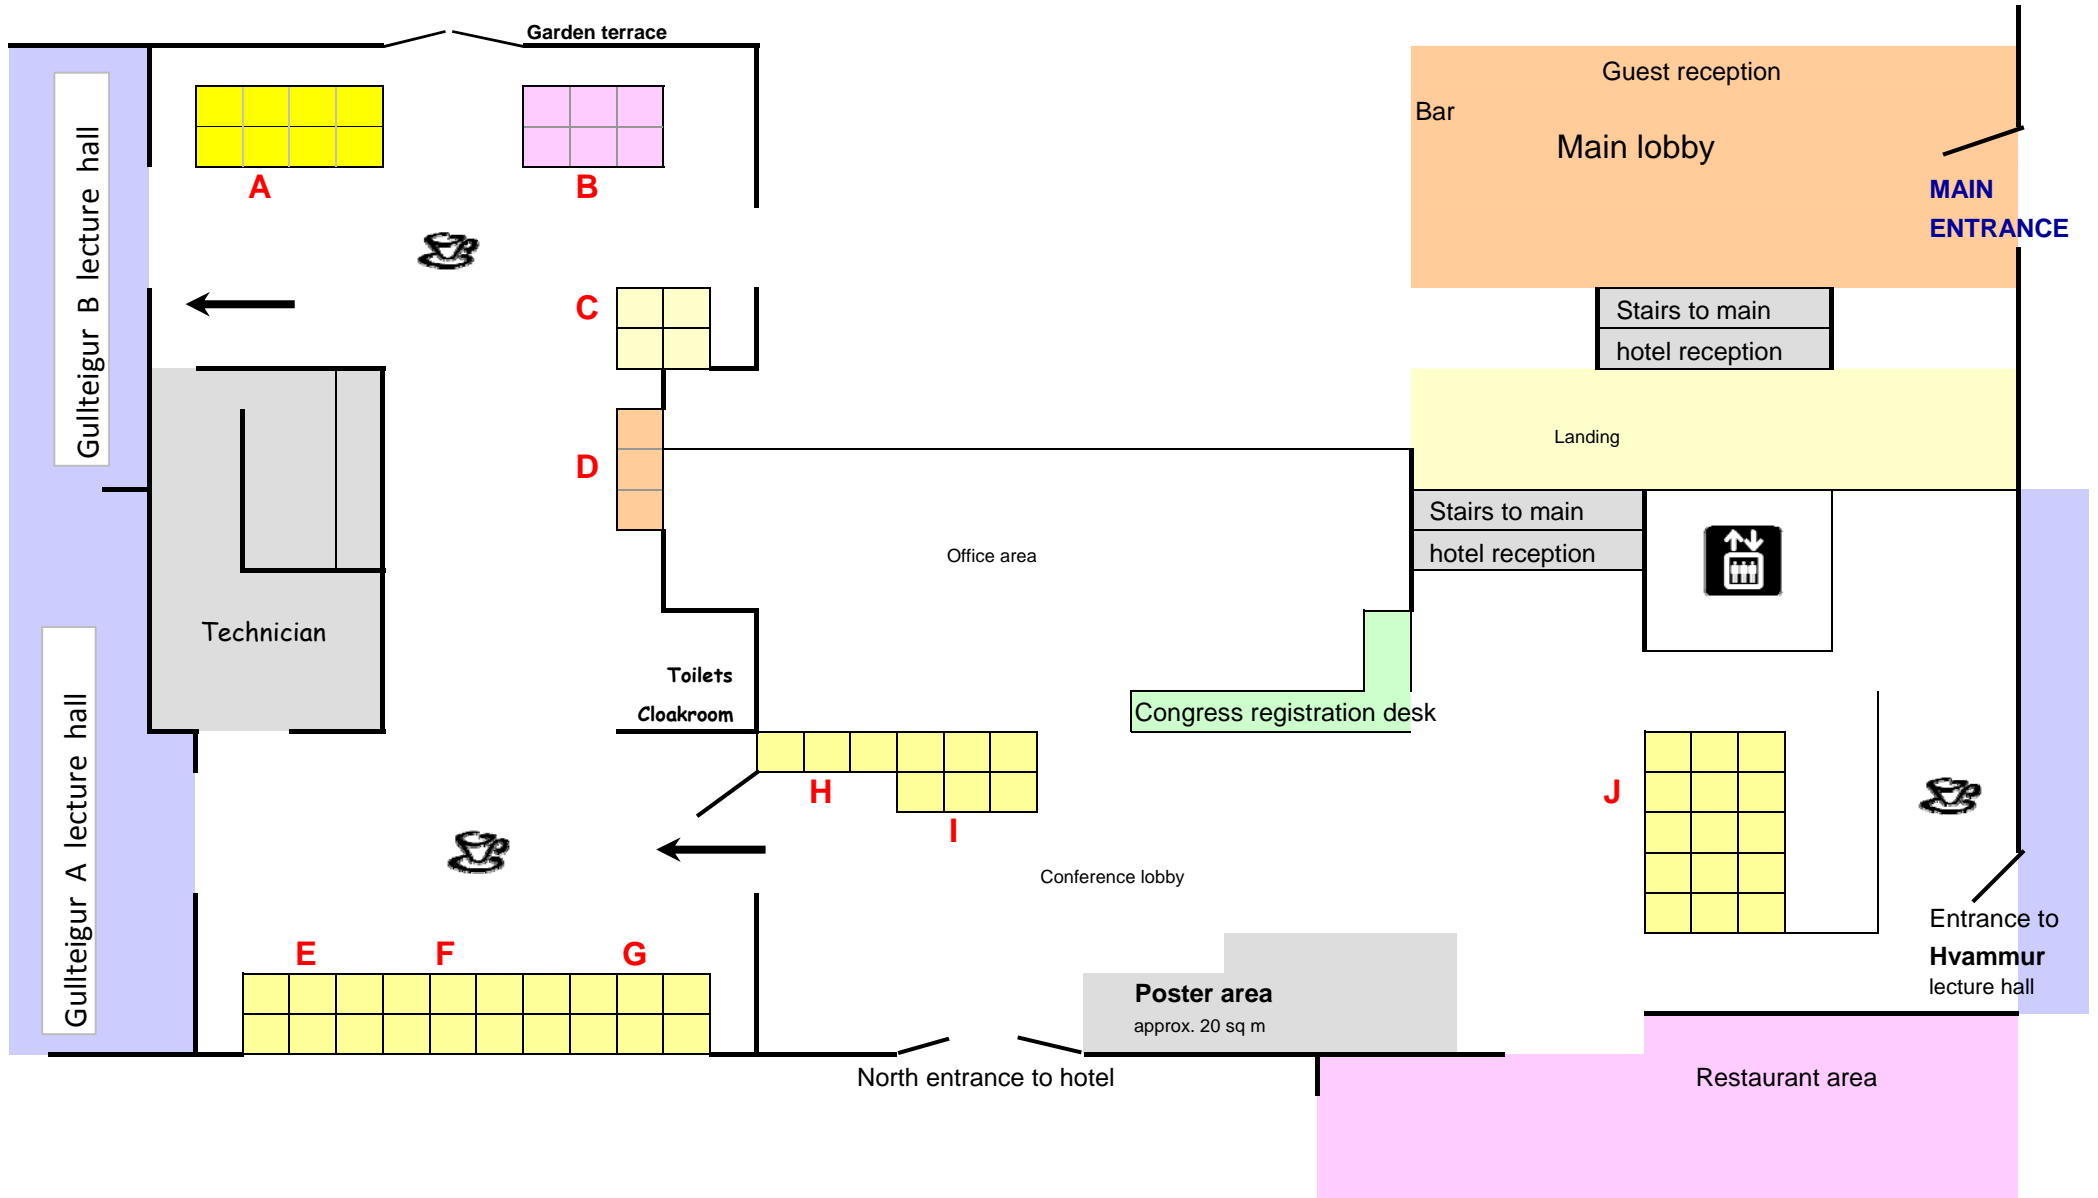 Garden terrace
Guest reception
Bar
Main lobby
MAIN
ENTRANCE
A
B
Gullteigur B lecture hall
C
Stairs to main
hotel reception
Landing
D
Stairs to main
hotel reception
Office area
Technician
Toilets
Cloakroom
Congress registration desk
Gullteigur A lecture hall
H
I
J
Conference lobby
Entrance to
Hvammur
lecture hall
E
F
G
Poster area
approx. 20 sq m
North entrance to hotel
Restaurant area